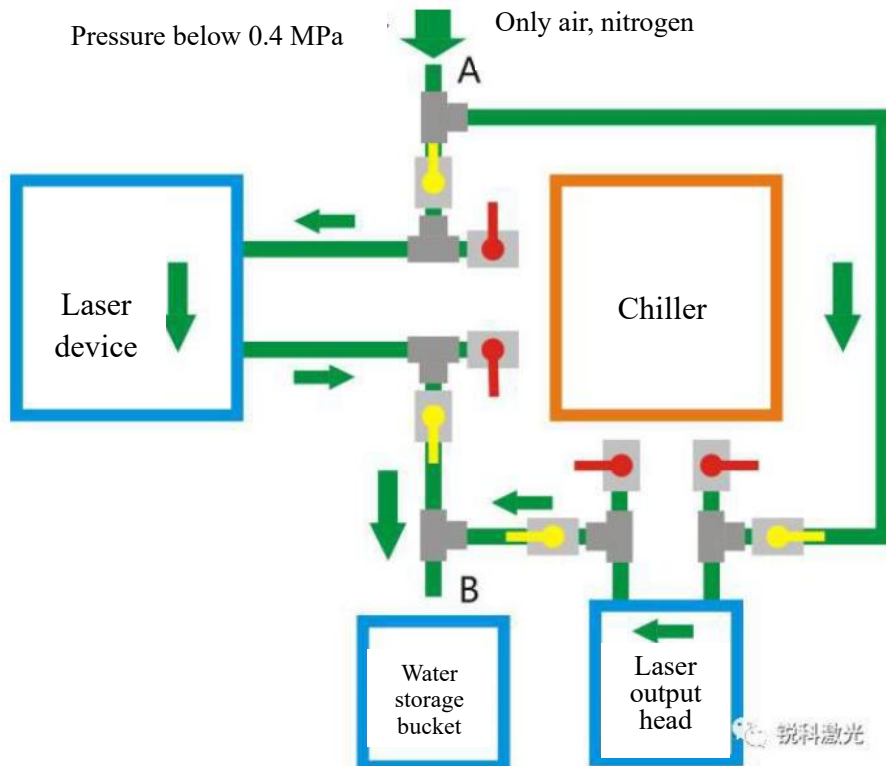 Pressure below 0.4 MPa
Only air, nitrogen
A
Laser
device
Chiller
B
Water
storage
bucket
Laser
output
head
锐科激光